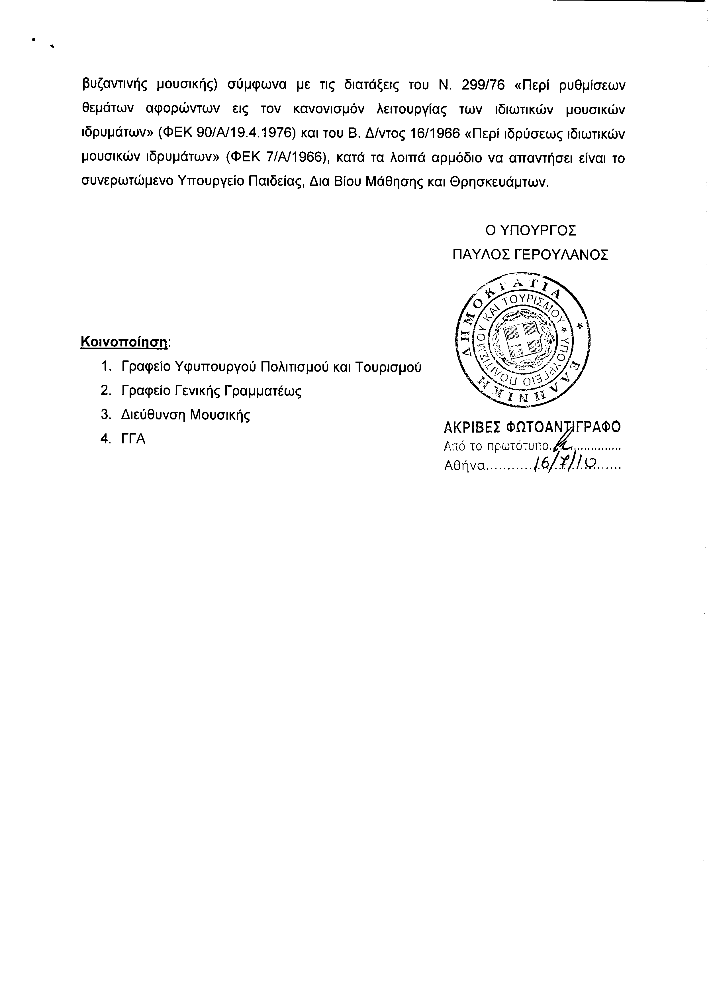 βυζαντινής μουσικής) σύμφωνα με τις διατάξεις του Ν. 299/76 «Περί ρυθμίσεων
θεμάτων αφορώντων εις τον κανονισμόν λειτουργίας των ιδιωτικών μουσικών
ιδρυμάτων» (ΦΕΚ 90/Α/19.4.1976) και του Β. Δ/ντος 16/1966 «Περί ιδρύσεως ιδιωτικών
μουσικών ιδρυμάτων» (ΦΕΚ 7/Α/1966), κατά τα λοιπά αρμόδιο να απαντήσει είναι το
συνερωτώμενο Υπουργείο Παιδείας, Δια Βίου Μάθησης και Θρησκευάμτων.
Ο ΥΠΟΥΡΓΟΣ
ΠΑΥΛΟΣ ΓΕΡΟΥΛΑΝΟΣ
ΕΛΛΗΝΙΚΗ ΔΗΜΟΚΡΑΤΙΑ
ΥΠΟΥΡΓΕΙΟ ΠΟΛΙΤΙΣΜΟΥ ΚΑΙ ΤΟΥΡΙΣΜΟΥ
Κοινοποίηση:
1. Γραφείο Υφυπουργού Πολιτισμού και Τουρισμού
2. Γραφείο Γενικής Γραμματέως
3. Διεύθυνση Μουσικής
4. ΓΓΑ
ΑΚΡΙΒΕΣ ΦΩΤΟΑΝΤΙΓΡΑΦΟ
Από το πρωτότυπο
Αθήνα 16/7/10